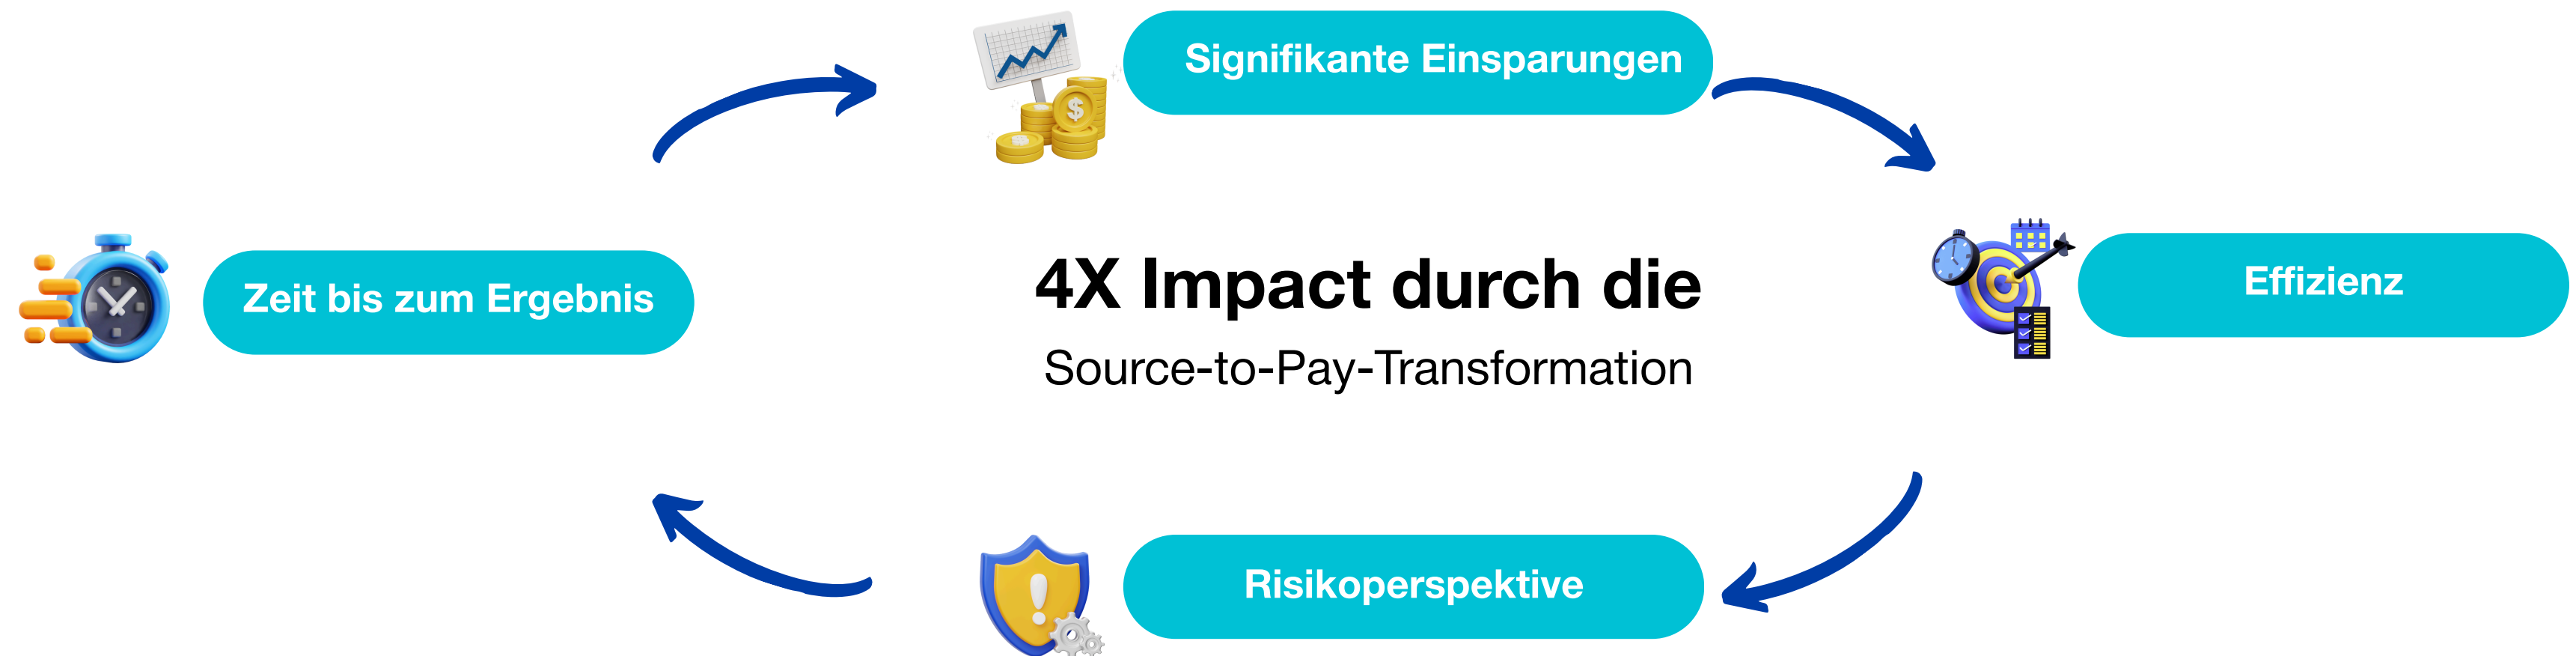 Signifikante Einsparungen
Zeit bis zum Ergebnis
4X Impact durch die
Source-to-Pay-Transformation
Effizienz
Risikoperspektive